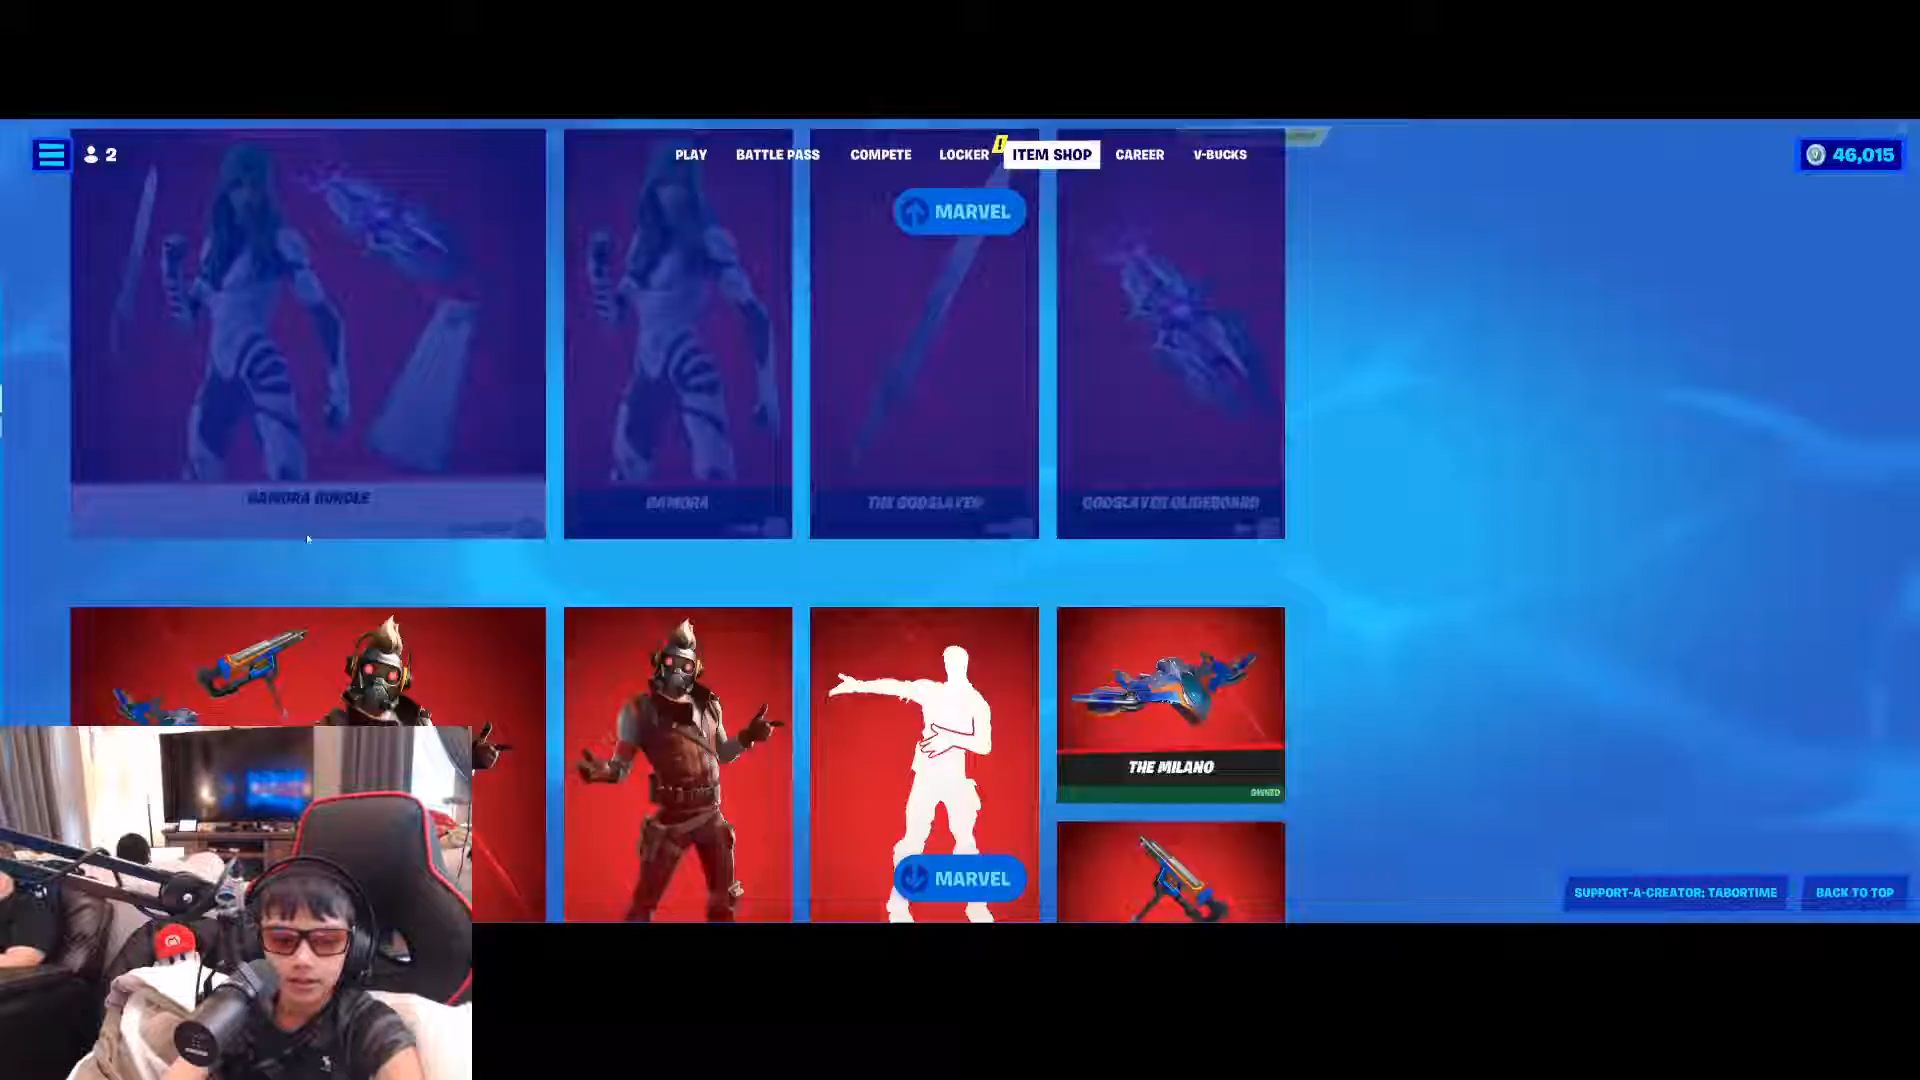 2
PLAY
BATTLE PASS
COMPETE
LOCKER
!
ITEM SHOP
CAREER
V-BUCKS
46,015
MARVEL
GAMORA BUNDLE
GAMORA
THE GODSLAYER
GODSLAYER GLIDEBOARD
THE MILANO
OWNED
MARVEL
SUPPORT-A-CREATOR: TABORTIME
BACK TO TOP